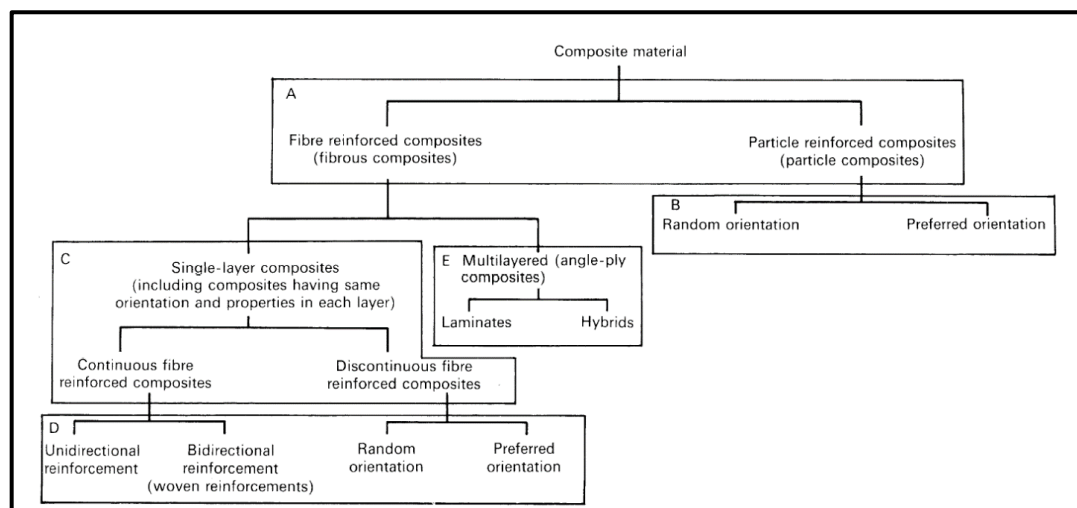 Composite material
A
Fibre reinforced composites
(fibrous composites)
Particle reinforced composites
(particle composites)
B
Random orientation
Preferred orientation
C
Single-layer composites
(including composites having same
orientation and properties in each layer)
E
Multilayered (angle-ply
composites)
Laminates
Hybrids
Continuous fibre
reinforced composites
Discontinuous fibre
reinforced composites
D
Unidirectional
reinforcement
Bidirectional
reinforcement
(woven reinforcements)
Random
orientation
Preferred
orientation